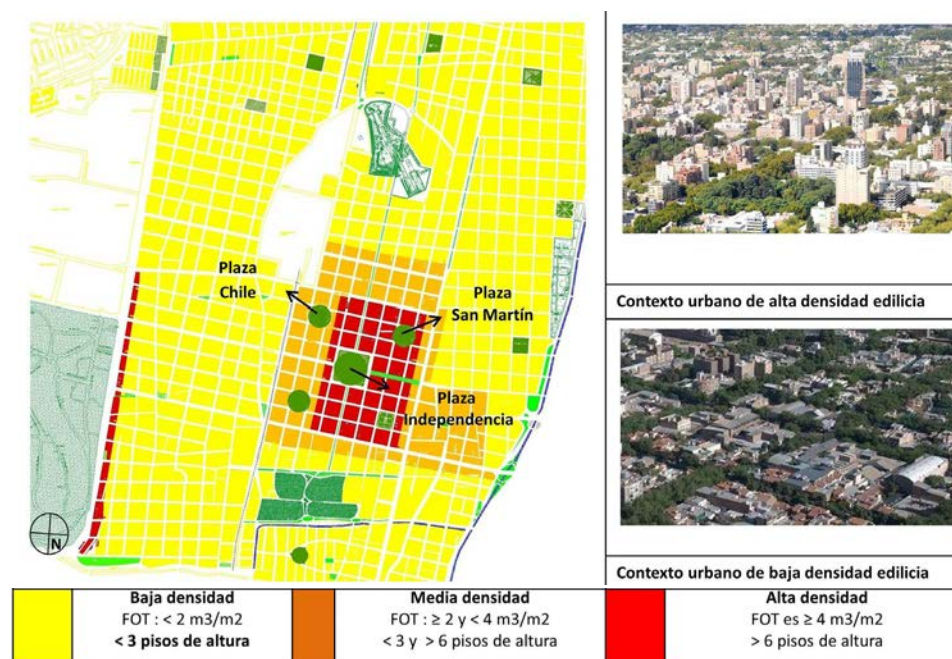 Plaza
Chile
Plaza
San Martín
Plaza
Independencia
N
Contexto urbano de alta densidad edilicia
Contexto urbano de baja densidad edilicia
Baja densidad
FOT : < 2 m3/m2
< 3 pisos de altura
Media densidad
FOT : ≥ 2 y < 4 m3/m2
< 3 y > 6 pisos de altura
Alta densidad
FOT es ≥ 4 m3/m2
> 6 pisos de altura